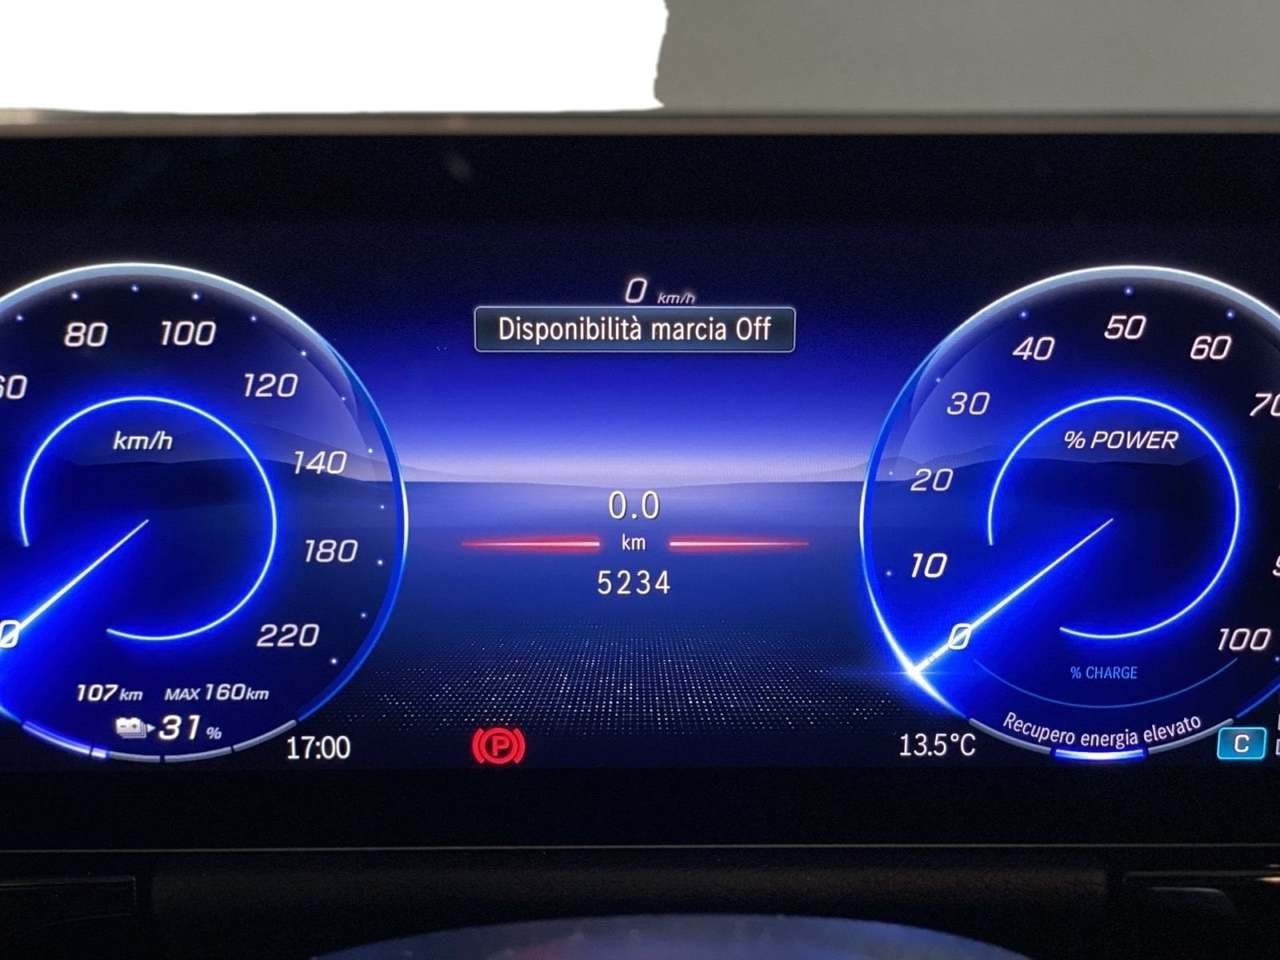 0 km/h
Disponibilità marcia Off
80
100
120
140
180
220
0
km/h
107 km MAX 160 km
31 %
17:00
0.0
km
5234
P
13.5°C
0
10
20
30
40
50
60
100
% POWER
% CHARGE
Recupero energia elevato
C